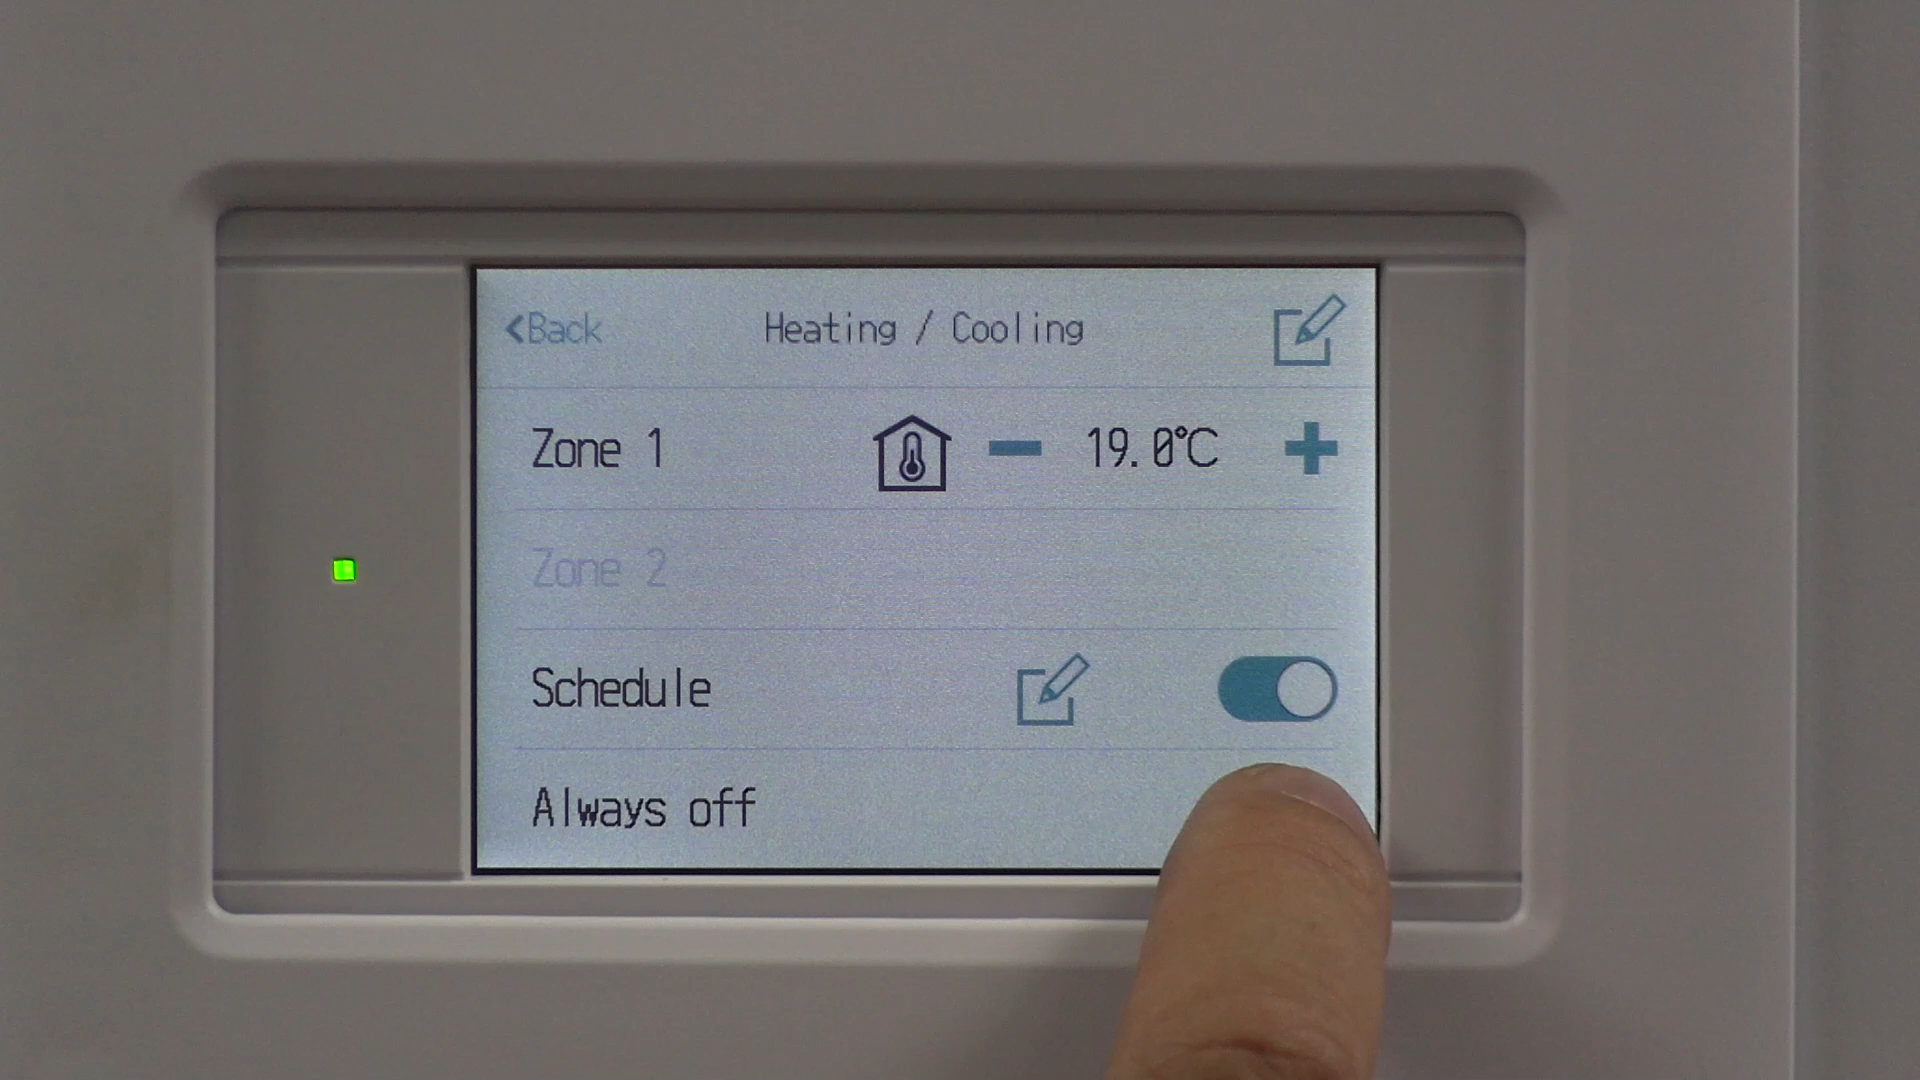 <Back Heating / Cooling
Zone 1 19.0℃
Zone 2
Schedule
Always off